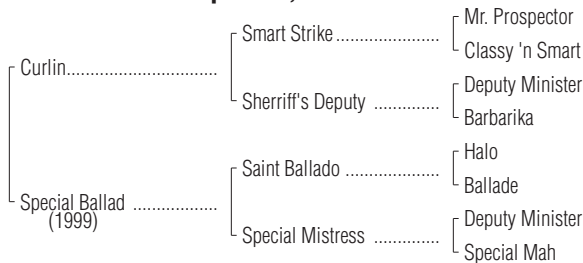 Mr. Prospector
Smart Strike..................
Classy 'n Smart
Curlin....................................
Deputy Minister
Sherriff's Deputy ...............
Barbarika
Halo
Saint Ballado .....................
Ballade
Special Ballad ....................
(1999)
Deputy Minister
Special Mistress ...............
Special Mah